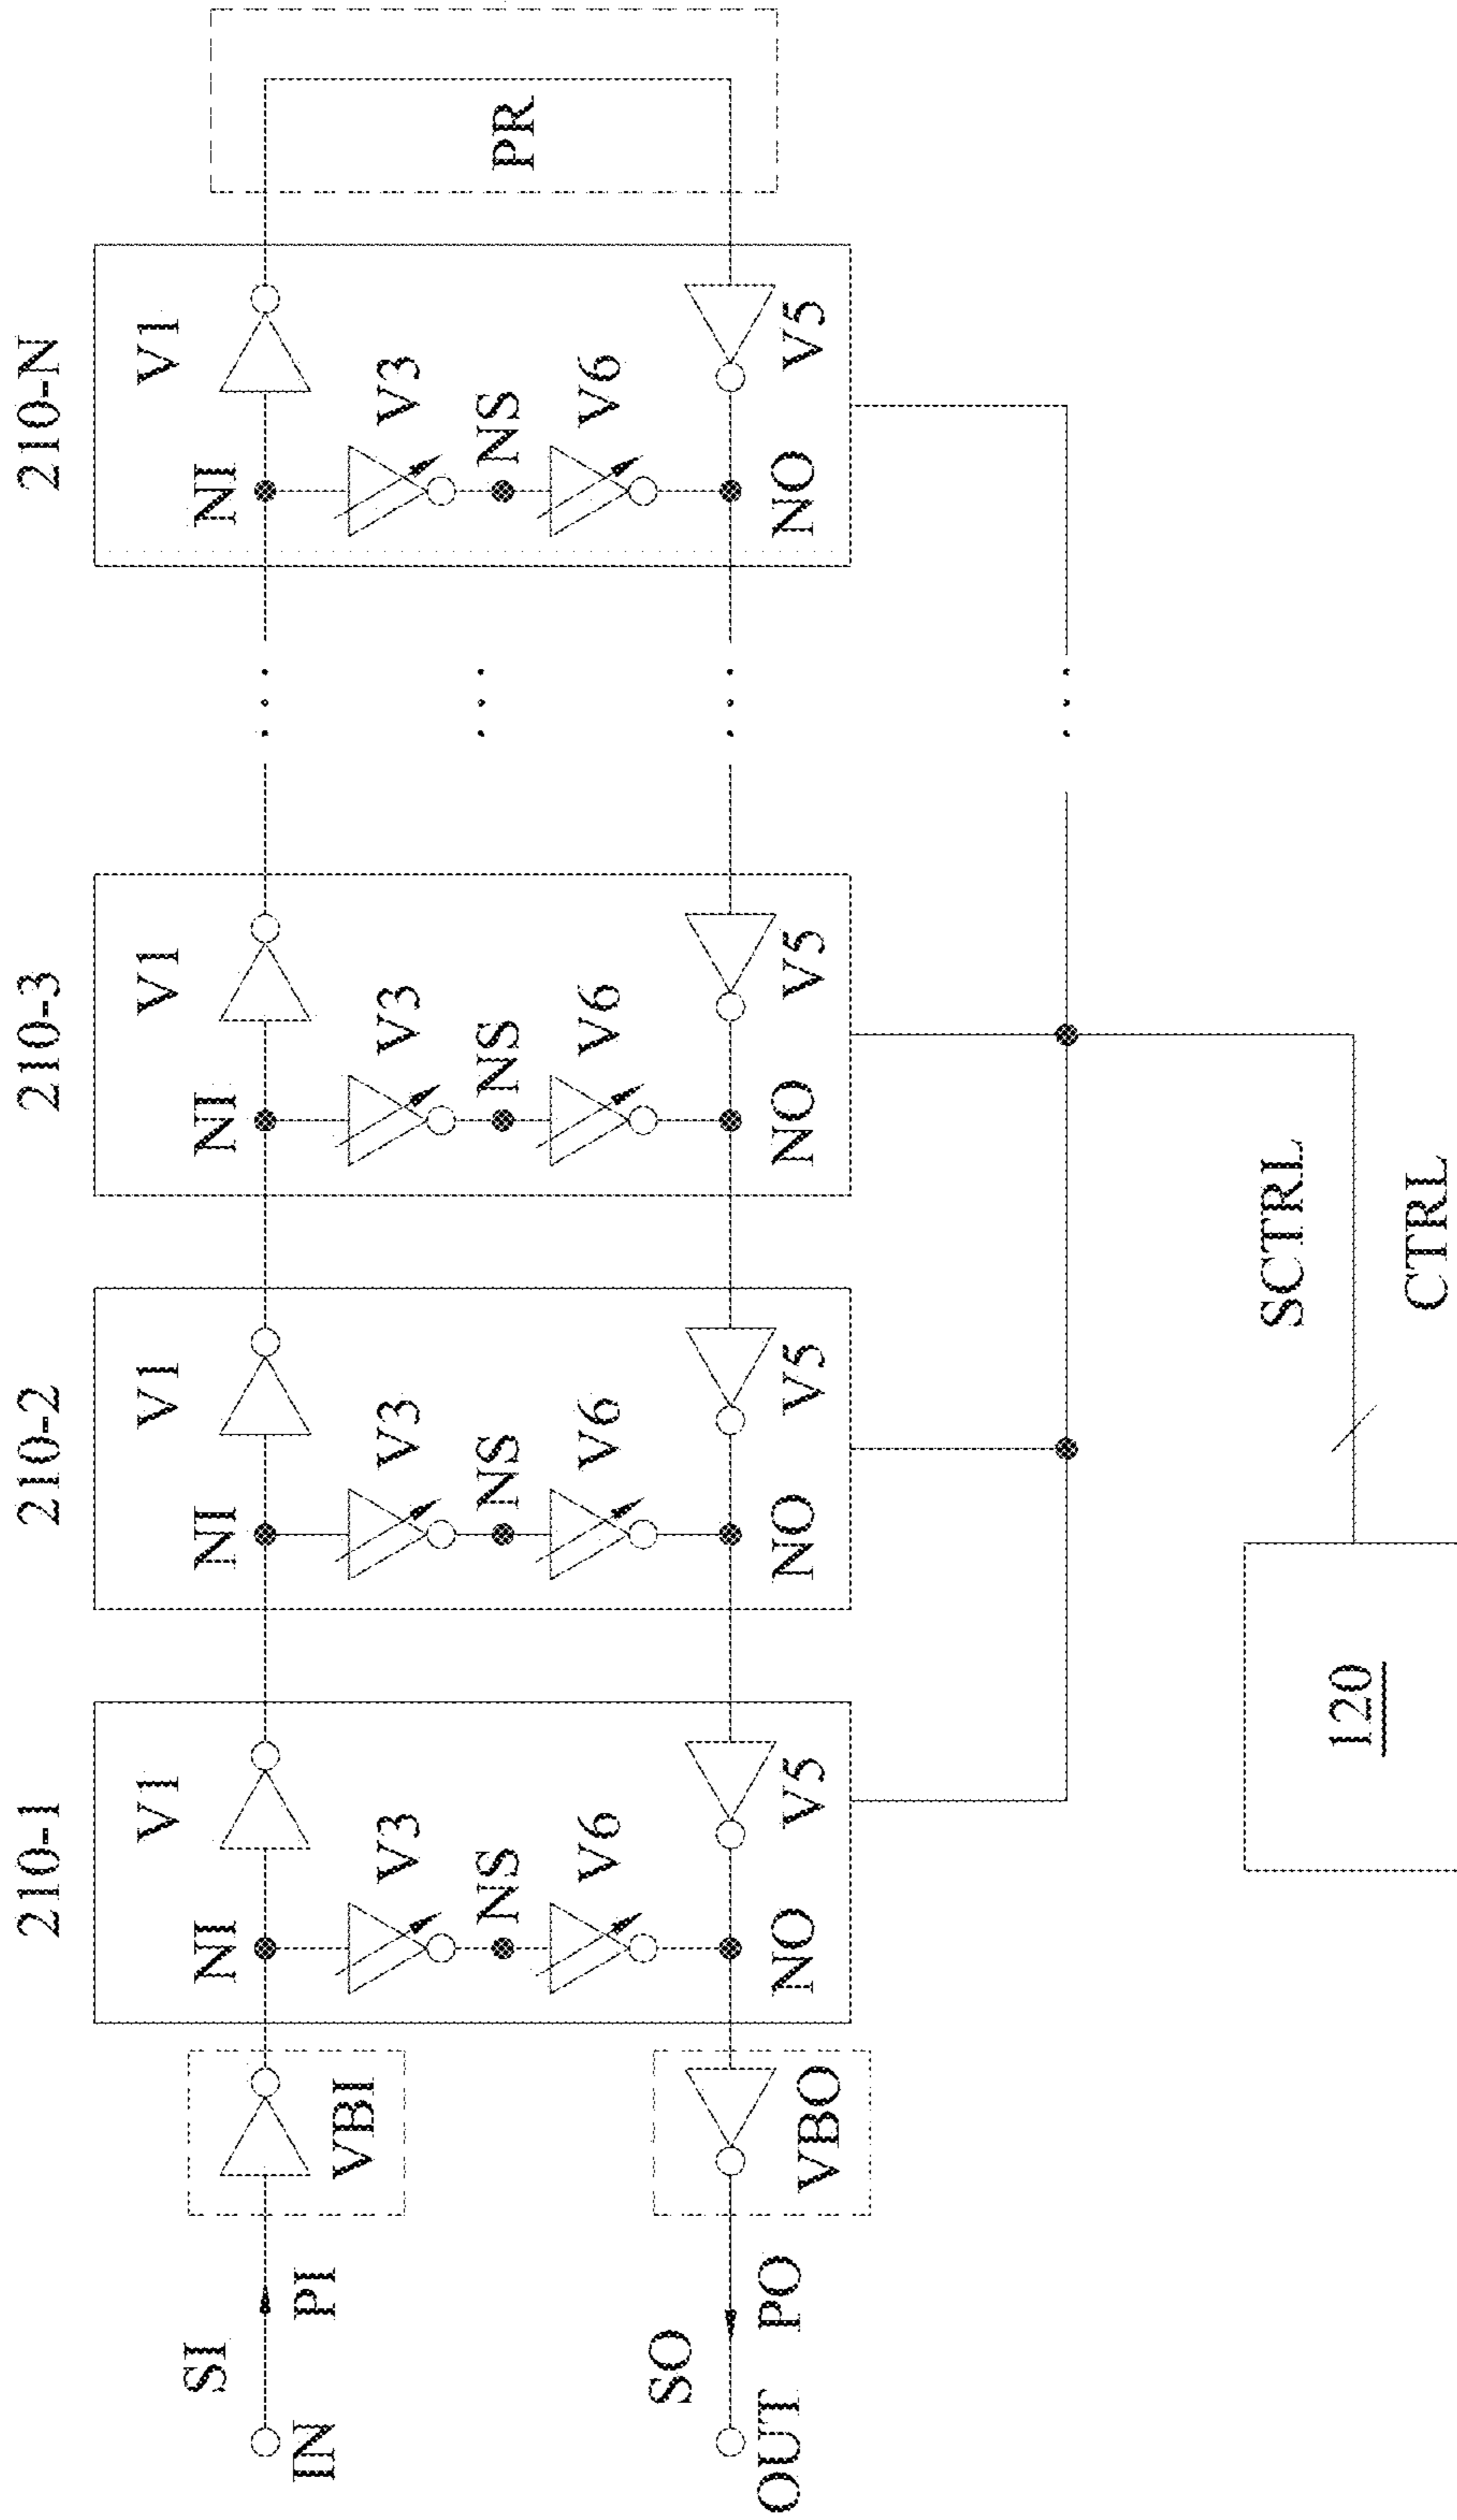 210-1
210-2
210-3
210-N
V1
V1
V1
V1
NI
NI
NI
NI
SI
IN
PI
VBI
V3
V3
V3
V3
NS
NS
NS
NS
PR
V6
V6
V6
V6
SO
OUT
PO
VBO
NO
V5
NO
V5
NO
V5
NO
V5
SCTRL
120
CTRL